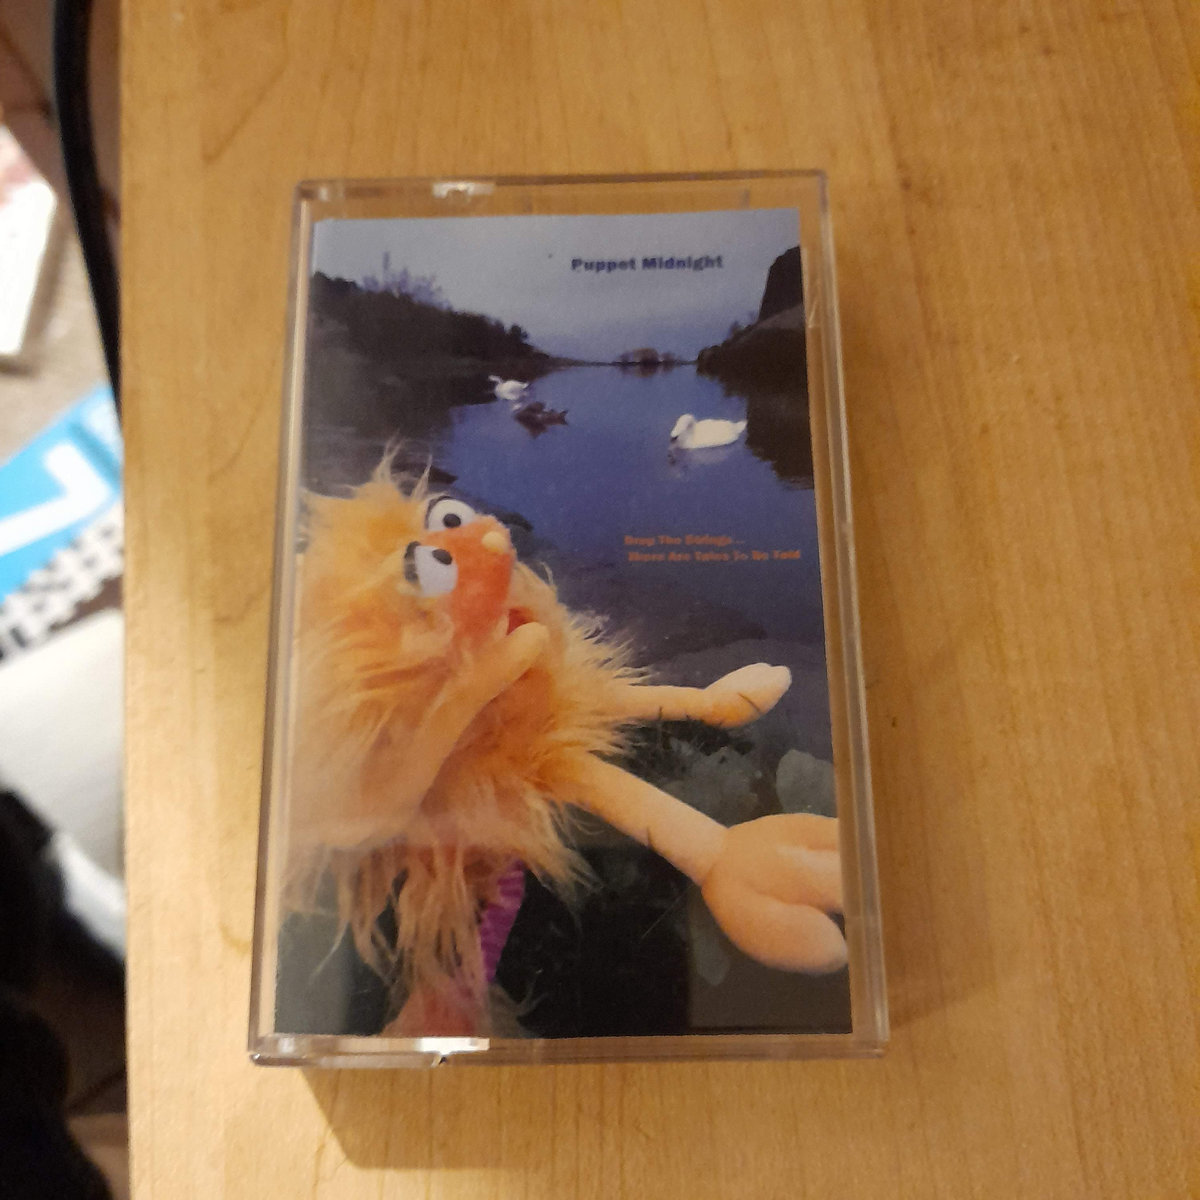 Puppet Midnight
Drop The Strings...
There Are Tales To Be Told